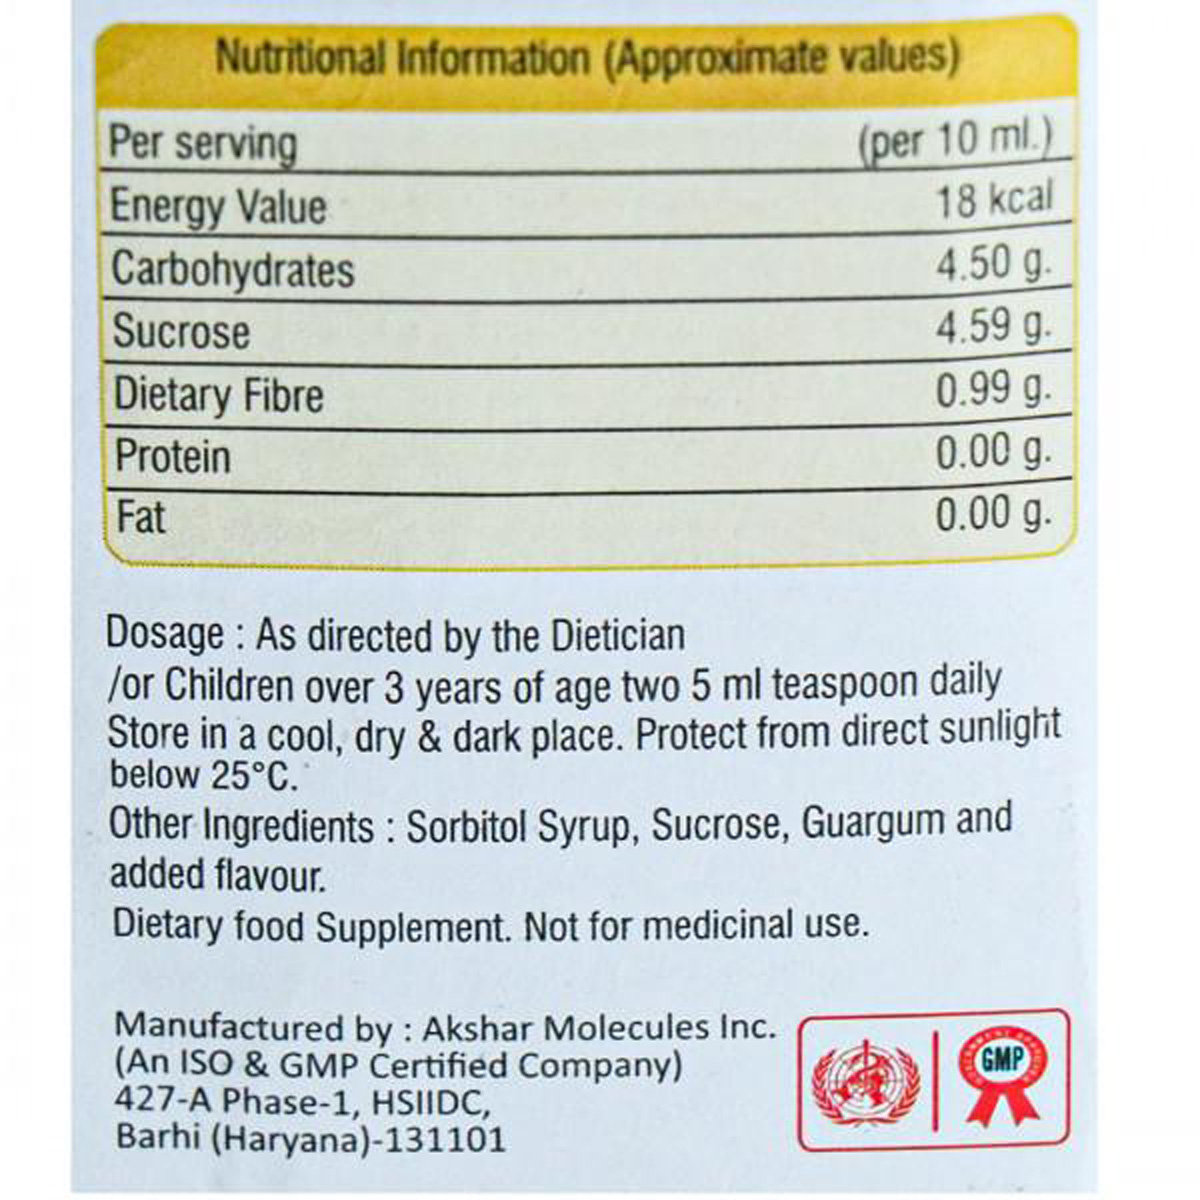 Nutritional Information (Approximate values)
Per serving (per 10 ml.)
Energy Value 18 kcal
Carbohydrates 4.50 g.
Sucrose 4.59 g.
Dietary Fibre 0.99 g.
Protein 0.00 g.
Fat 0.00 g.
Dosage : As directed by the Dietician
/or Children over 3 years of age two 5 ml teaspoon daily
Store in a cool, dry & dark place. Protect from direct sunlight
below 25°C.
Other Ingredients : Sorbitol Syrup, Sucrose, Guargum and
added flavour.
Dietary food Supplement. Not for medicinal use.
Manufactured by : Akshar Molecules Inc.
(An ISO & GMP Certified Company)
427-A Phase-1, HSIIDC,
Barhi (Haryana)-131101
GMP